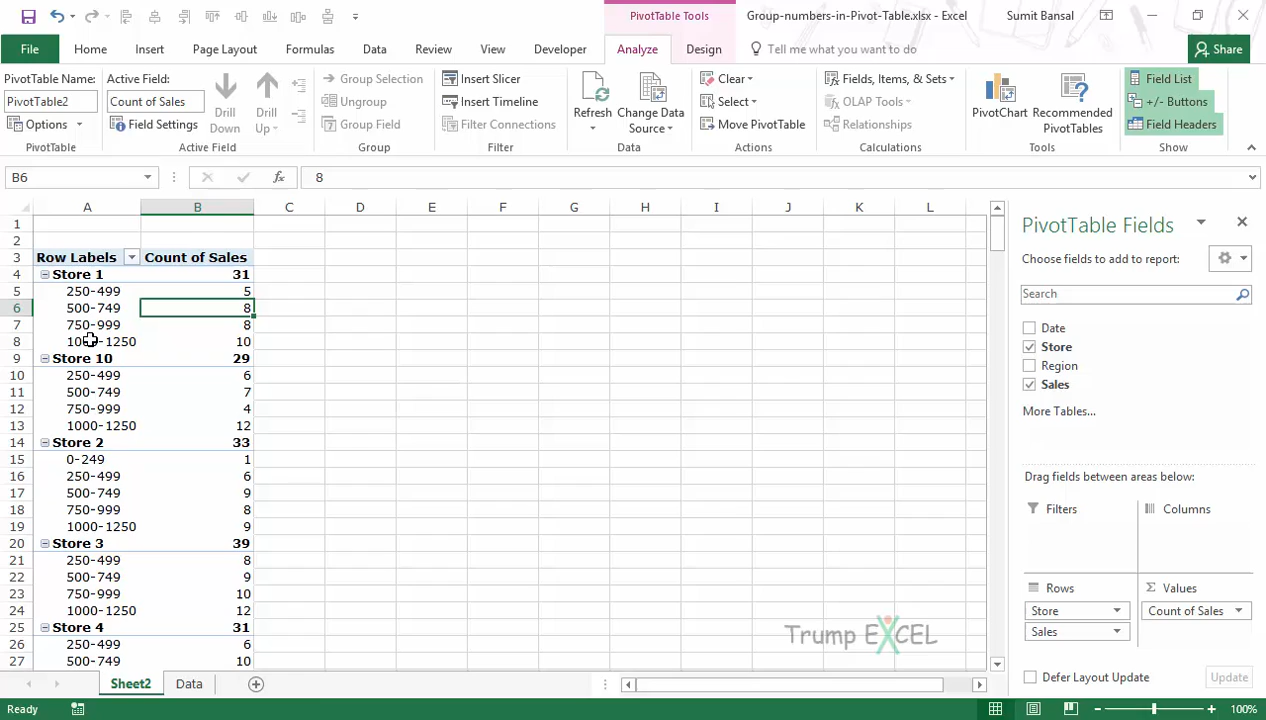 PivotTable Tools
Group-numbers-in-Pivot-Table.xlsx - Excel
Sumit Bansal
File Home Insert Page Layout Formulas Data Review View Developer Analyze Design Tell me what you want to do Share
PivotTable Name:
PivotTable2
Options
PivotTable
Active Field:
Count of Sales
Field Settings
Drill Down
Drill Up
Active Field
Group Selection
Ungroup
Group Field
Group
Insert Slicer
Insert Timeline
Filter Connections
Filter
Refresh
Change Data Source
Data
Clear
Select
Move PivotTable
Actions
Fields, Items, & Sets
OLAP Tools
Relationships
Calculations
PivotChart
Recommended PivotTables
Tools
Field List
+/- Buttons
Field Headers
Show
B6 fx 8
A B C D E F G H I J K L
1
2
3 Row Labels Count of Sales
4 Store 1 31
5 250-499 5
6 500-749 8
7 750-999 8
8 1000-1250 10
9 Store 10 29
10 250-499 6
11 500-749 7
12 750-999 4
13 1000-1250 12
14 Store 2 33
15 0-249 1
16 250-499 6
17 500-749 9
18 750-999 8
19 1000-1250 9
20 Store 3 39
21 250-499 8
22 500-749 9
23 750-999 10
24 1000-1250 12
25 Store 4 31
26 250-499 6
27 500-749 10
Trump EXCEL
PivotTable Fields
Choose fields to add to report:
Search
Date
Store
Region
Sales
More Tables...
Drag fields between areas below:
Filters
Columns
Rows
Store
Sales
Σ Values
Count of Sales
Defer Layout Update
Update
Sheet2 Data
Ready
100%